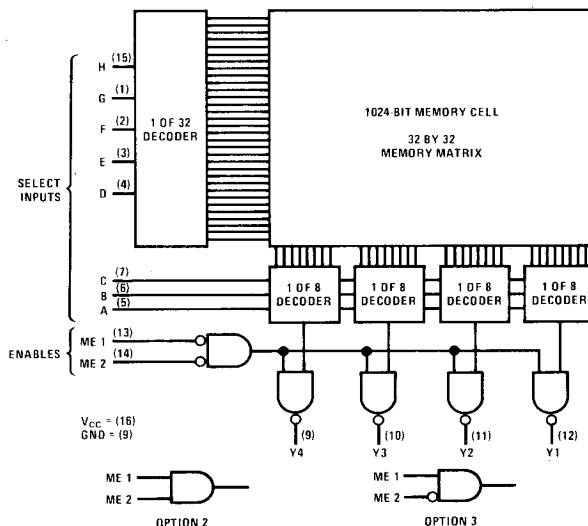 H (15)
G (1)
F (2)
E (3)
D (4)
1 OF 32
DECODER
1024-BIT MEMORY CELL
32 BY 32
MEMORY MATRIX
SELECT
INPUTS
C (7)
B (6)
A (5)
1 OF 8
DECODER
1 OF 8
DECODER
1 OF 8
DECODER
1 OF 8
DECODER
ENABLES
ME 1 (13)
ME 2 (14)
VCC = (16)
GND = (9)
(9)
Y4
(10)
Y3
(11)
Y2
(12)
Y1
ME 1
ME 2
OPTION 2
ME 1
ME 2
OPTION 3